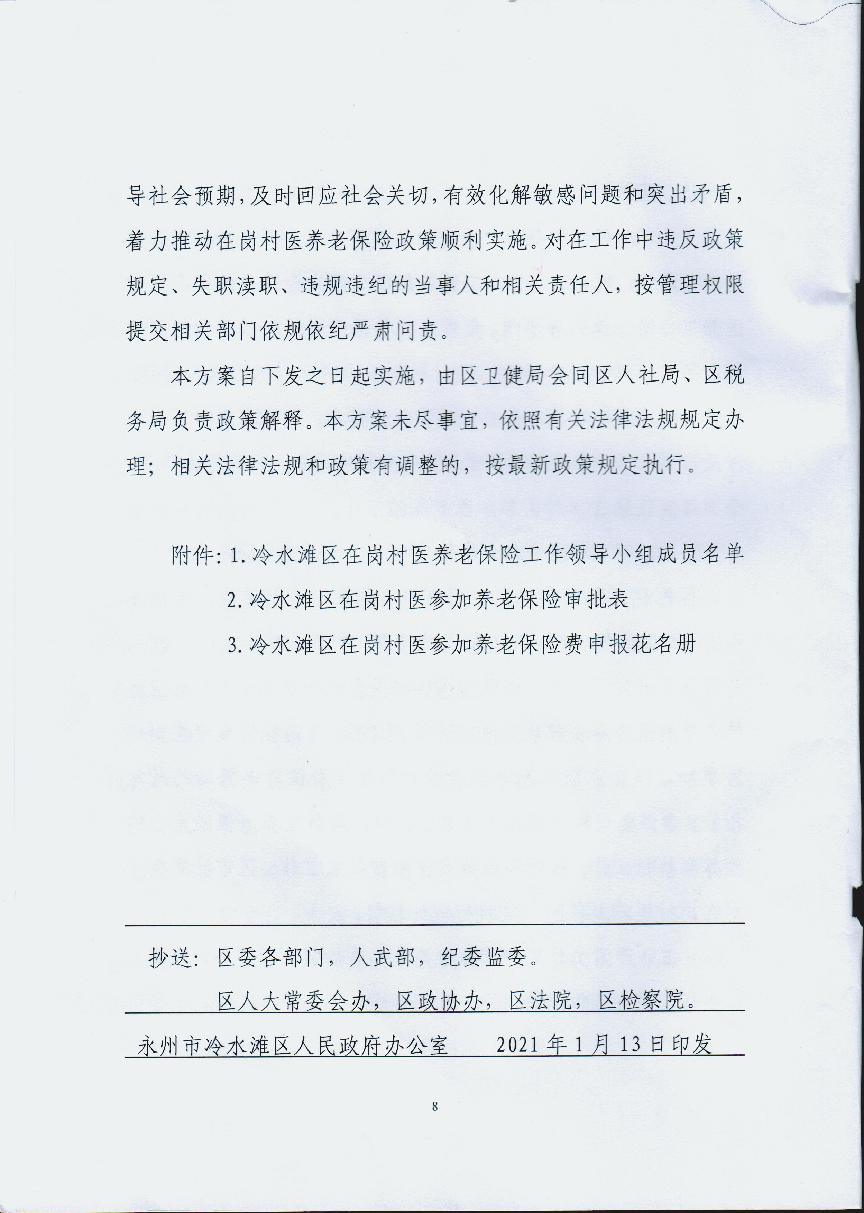 导社会预期，及时回应社会关切，有效化解敏感问题和突出矛盾，
着力推动在岗村医养老保险政策顺利实施。对在工作中违反政策
规定、失职渎职、违规违纪的当事人和相关责任人，按管理权限
提交相关部门依规依纪严肃问责。
本方案自下发之日起实施，由区卫健局会同区人社局、区税
务局负责政策解释。本方案未尽事宜，依照有关法律法规规定办
理；相关法律法规和政策有调整的，按最新政策规定执行。
附件：1.冷水滩区在岗村医养老保险工作领导小组成员名单
2.冷水滩区在岗村医参加养老保险审批表
3.冷水滩区在岗村医参加养老保险费申报花名册
抄送：区委各部门，人武部，纪委监委。
区人大常委会办，区政协办，区法院，区检察院。
永州市冷水滩区人民政府办公室 2021年1月13日印发
8